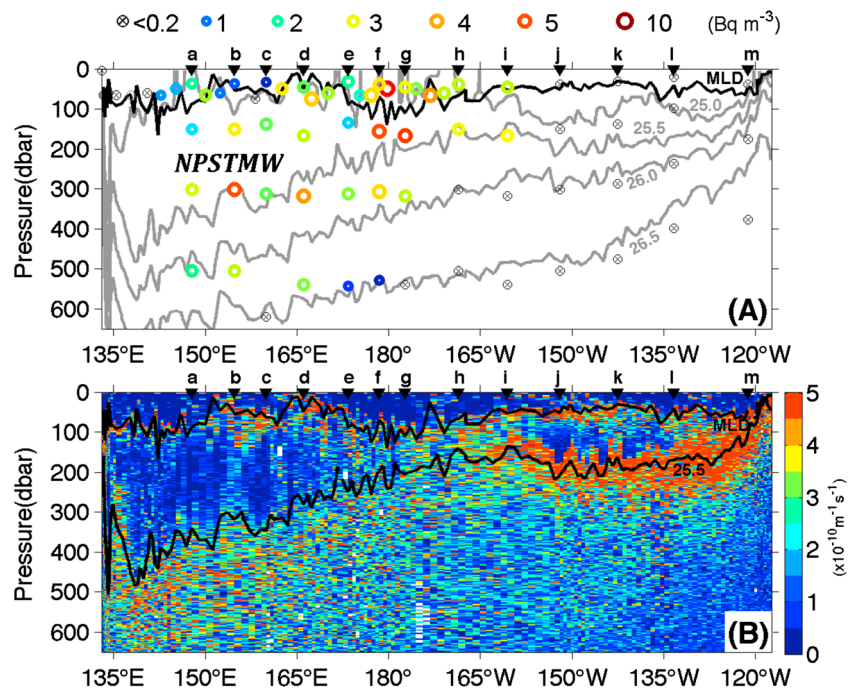 <0.2 1 2 3 4 5 10 (Bq m⁻³)
a b c d e f g h i j k l m
0
100
200
300
400
500
600
Pressure(dbar)
MLD
25.0
25.5
26.0
26.5
NPSTMW
(A)
135°E 150°E 165°E 180°W 165°W 150°W 135°W 120°W
a b c d e f g h i j k l m
0
100
200
300
400
500
600
Pressure(dbar)
MLD
25.5
(B)
5
4
3
2
1
0
(x10⁻¹⁰m⁻¹s⁻¹)
135°E 150°E 165°E 180°W 165°W 150°W 135°W 120°W